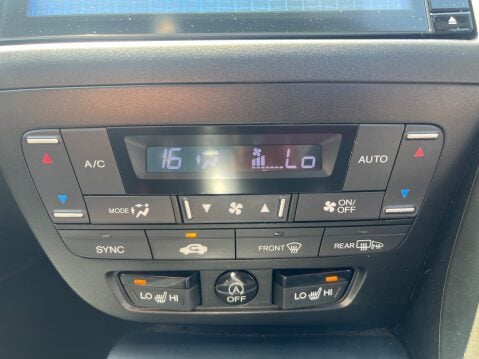 16 Lo
A/C AUTO
MODE ON/
OFF
SYNC FRONT REAR
LO HI A
OFF LO HI